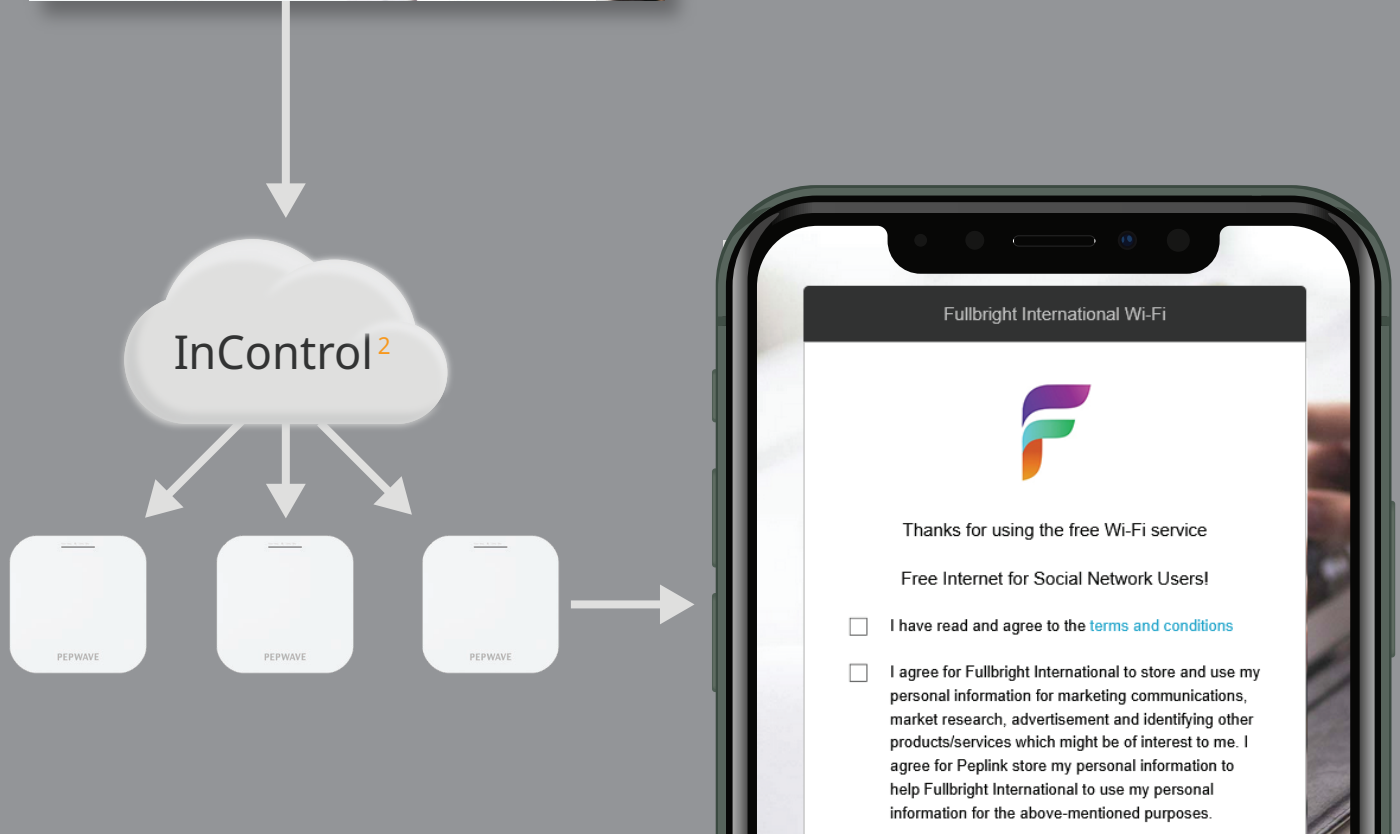 InControl 2
PEPWAVE
PEPWAVE
PEPWAVE
Fullbright International Wi-Fi
Thanks for using the free Wi-Fi service
Free Internet for Social Network Users!
I have read and agree to the terms and conditions
I agree for Fullbright International to store and use my
personal information for marketing communications,
market research, advertisement and identifying other
products/services which might be of interest to me. I
agree for Peplink store my personal information to
help Fullbright International to use my personal
information for the above-mentioned purposes.